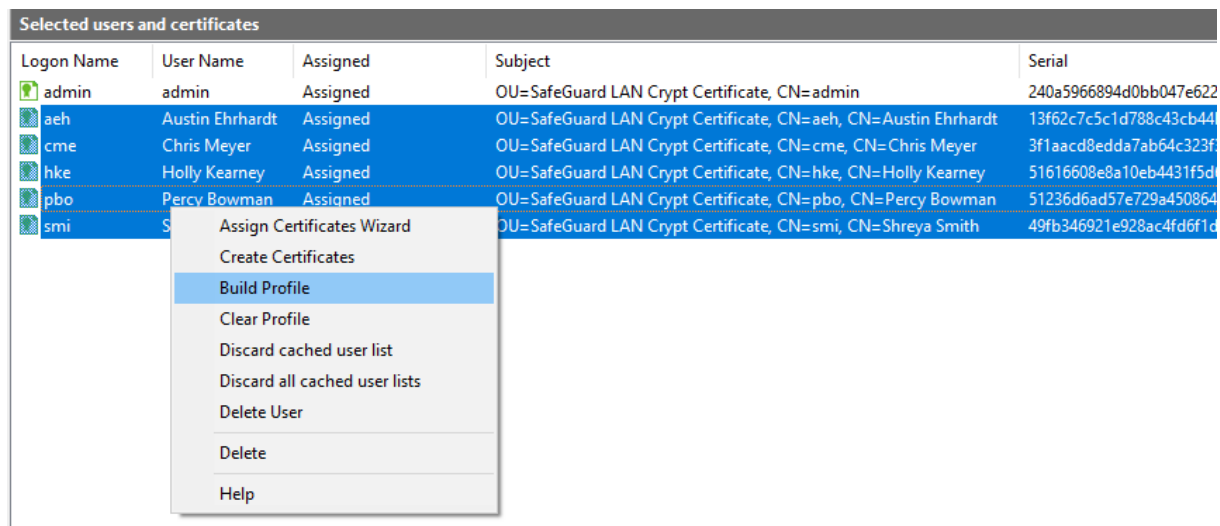 Selected users and certificates
Logon Name User Name Assigned Subject Serial
admin admin Assigned OU=SafeGuard LAN Crypt Certificate, CN=admin 240a5966894d0bb047e622
aeh Austin Ehrhardt Assigned OU=SafeGuard LAN Crypt Certificate, CN=aeh, CN=Austin Ehrhardt 13f62c7c5c1d788c43cb44
cme Chris Meyer Assigned OU=SafeGuard LAN Crypt Certificate, CN=cme, CN=Chris Meyer 3f1aacd8edda7ab64c323f
hke Holly Kearney Assigned OU=SafeGuard LAN Crypt Certificate, CN=hke, CN=Holly Kearney 51616608e8a10eb4431f5d
pbo Percy Bowman Assigned OU=SafeGuard LAN Crypt Certificate, CN=pbo, CN=Percy Bowman 51236d6ad57e729a450864
smi S OU=SafeGuard LAN Crypt Certificate, CN=smi, CN=Shreya Smith 49fb346921e928ac4fd6f1d
Assign Certificates Wizard
Create Certificates
Build Profile
Clear Profile
Discard cached user list
Discard all cached user lists
Delete User
Delete
Help